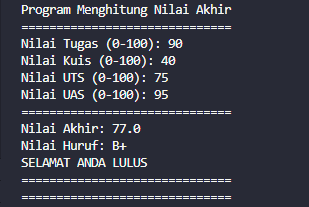 Program Menghitung Nilai Akhir
==============================
Nilai Tugas (0-100): 90
Nilai Kuis (0-100): 40
Nilai UTS (0-100): 75
Nilai UAS (0-100): 95
==============================
Nilai Akhir: 77.0
Nilai Huruf: B+
SELAMAT ANDA LULUS
==============================
==============================